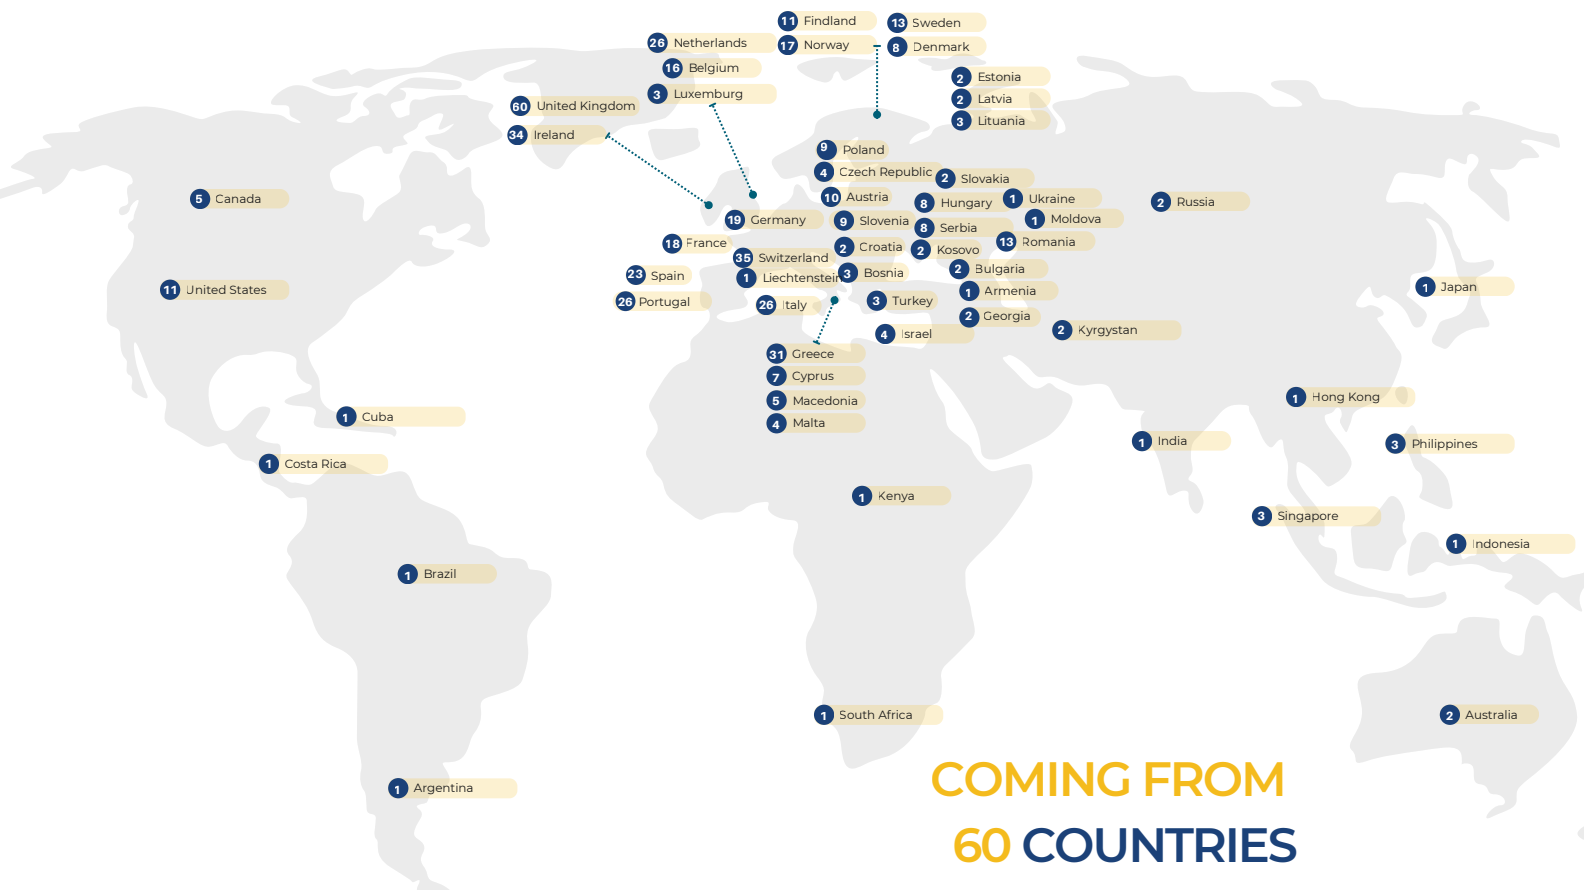 11 Findland
13 Sweden
26 Netherlands
17 Norway
8 Denmark
16 Belgium
2 Estonia
3 Luxemburg
2 Latvia
60 United Kingdom
3 Lituania
34 Ireland
9 Poland
4 Czech Republic
2 Slovakia
5 Canada
10 Austria
8 Hungary
1 Ukraine
2 Russia
19 Germany
9 Slovenia
8 Serbia
1 Moldova
18 France
2 Croatia
2 Kosovo
13 Romania
35 Switzerland
23 Spain
1 Liechtenstein
3 Bosnia
2 Bulgaria
11 United States
26 Portugal
26 Italy
3 Turkey
1 Armenia
1 Japan
2 Georgia
4 Israel
2 Kyrgystan
31 Greece
7 Cyprus
5 Macedonia
4 Malta
1 Hong Kong
1 Cuba
1 India
3 Philippines
1 Costa Rica
1 Kenya
3 Singapore
1 Indonesia
1 Brazil
1 South Africa
2 Australia
1 Argentina
COMING FROM
60 COUNTRIES